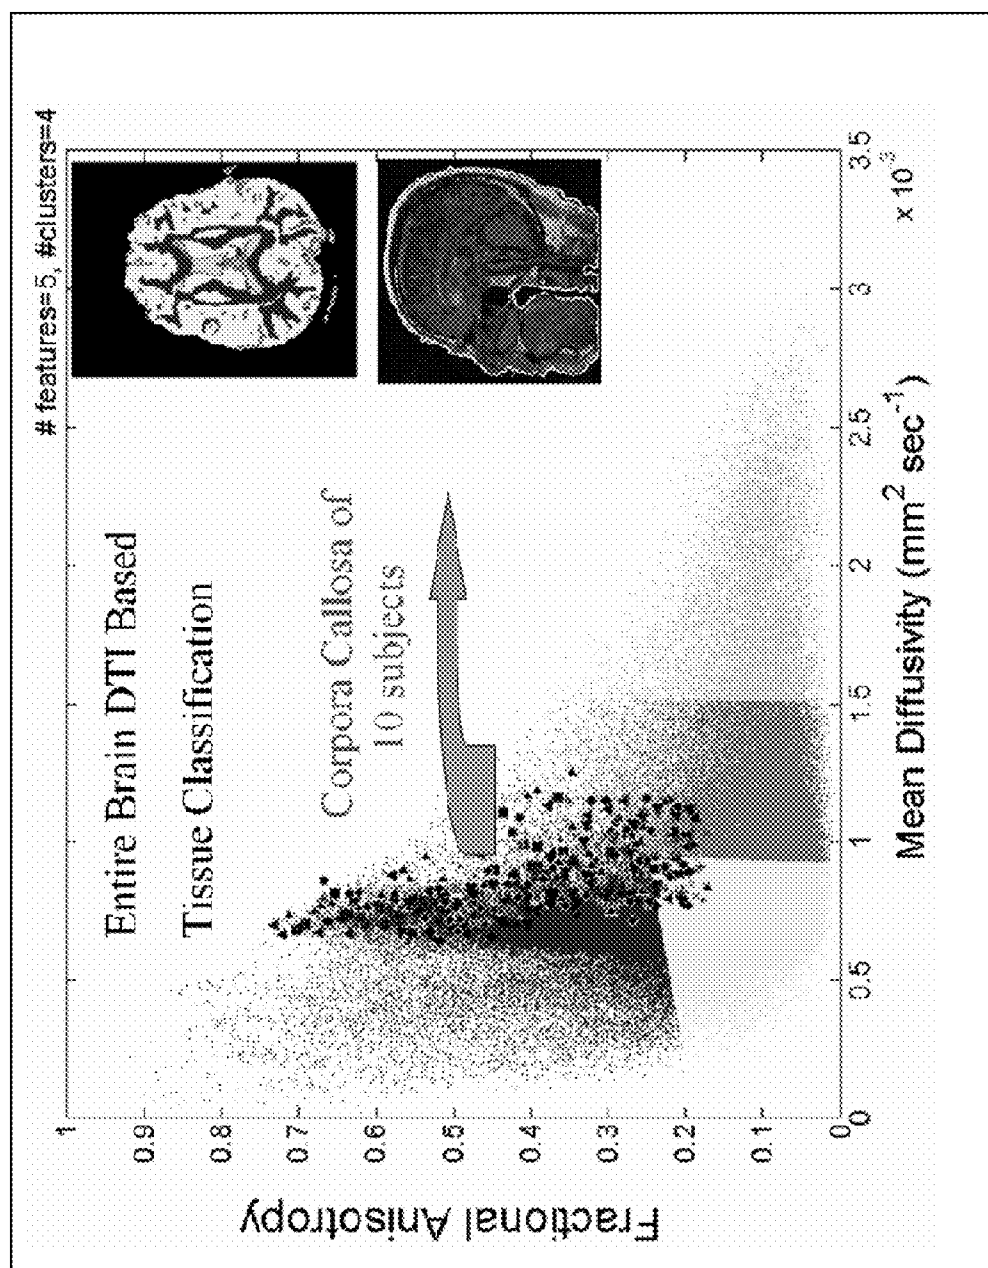 # features=5, #clusters=4
Entire Brain DTI Based
Tissue Classification
Corpora Callosa of
10 subjects
Fractional Anisotropy
1
0.9
0.8
0.7
0.6
0.5
0.4
0.3
0.2
0.1
0
0 0.5 1 1.5 2 2.5 3 3.5
x 10⁻³
Mean Diffusivity (mm² sec⁻¹)